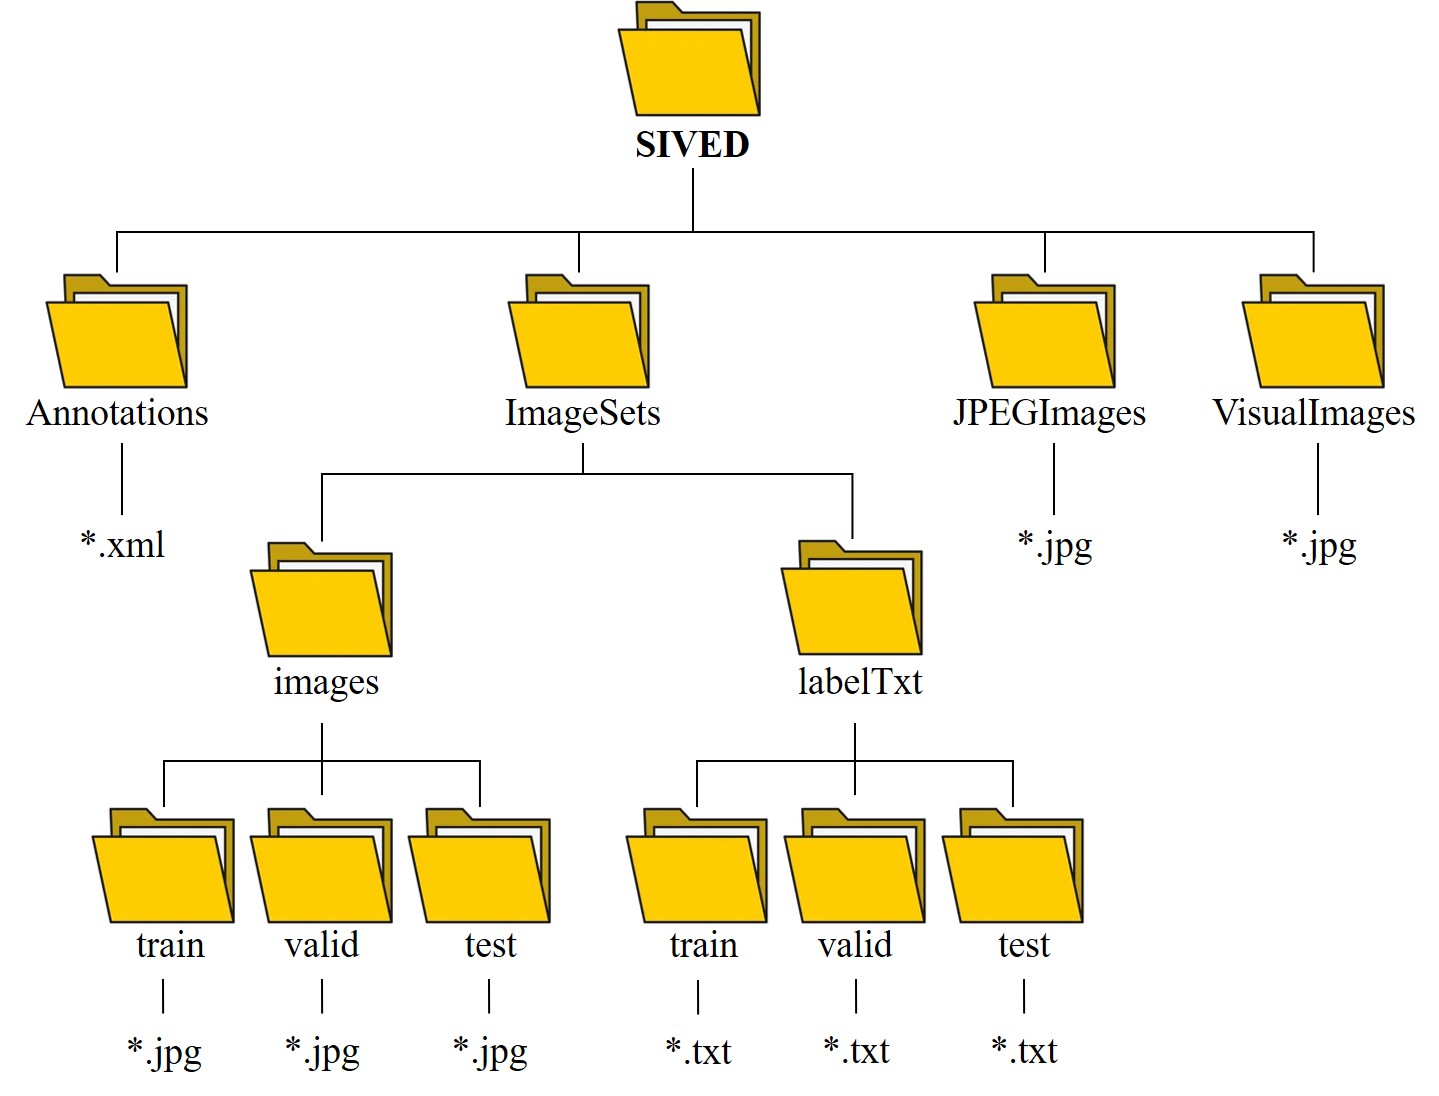 SIVED
Annotations
ImageSets
JPEGImages
VisualImages
*.xml
*.jpg
*.jpg
images
labelTxt
train
valid
test
train
valid
test
*.jpg
*.jpg
*.jpg
*.txt
*.txt
*.txt